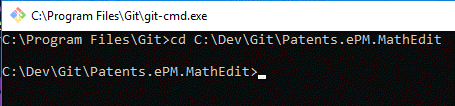 C:\Program Files\Git\git-cmd.exe
C:\Program Files\Git>cd C:\Dev\Git\Patents.ePM.MathEdit
C:\Dev\Git\Patents.ePM.MathEdit>